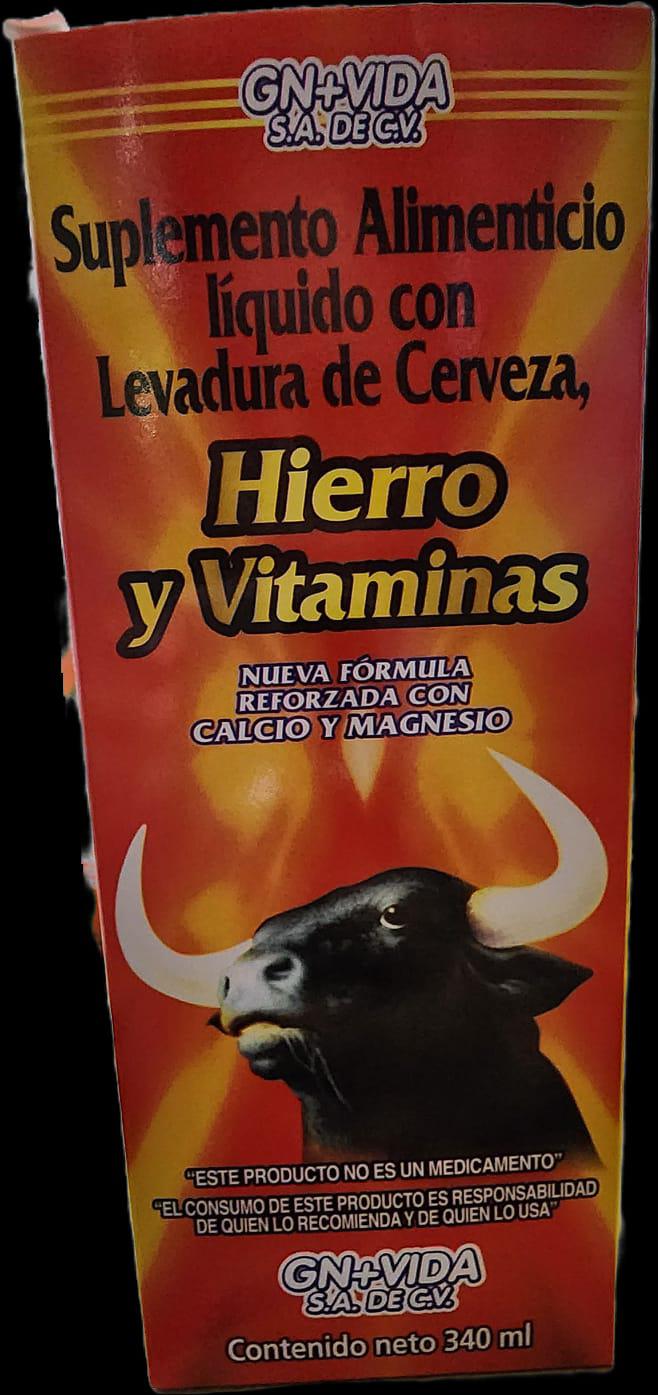 GN+VIDA
S.A. DE C.V.
Suplemento Alimenticio
líquido con
Levadura de Cerveza,
Hierro
y Vitaminas
NUEVA FÓRMULA
REFORZADA CON
CALCIO Y MAGNESIO
"ESTE PRODUCTO NO ES UN MEDICAMENTO"
"EL CONSUMO DE ESTE PRODUCTO ES RESPONSABILIDAD
DE QUIEN LO RECOMIENDA Y DE QUIEN LO USA"
GN+VIDA
S.A. DE C.V.
Contenido neto 340 ml